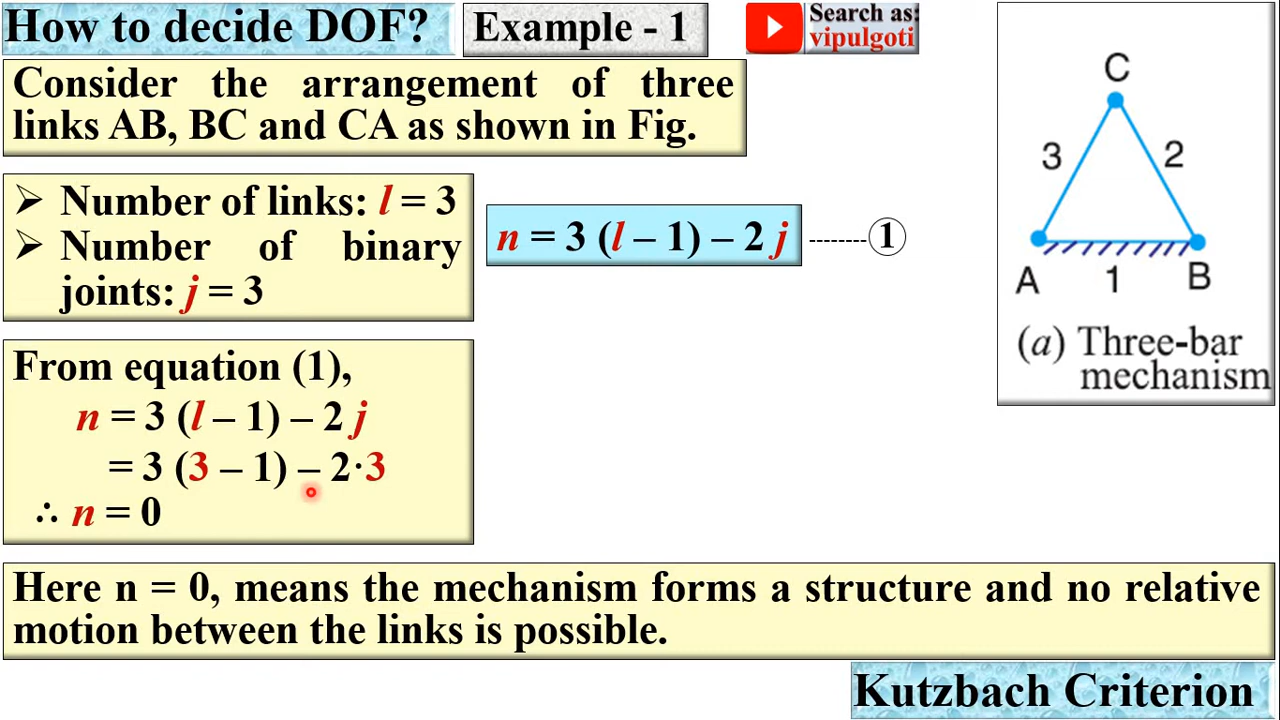 How to decide DOF?
Example - 1
Search as:
vipulgoti
Consider the arrangement of three
links AB, BC and CA as shown in Fig.
➢ Number of links: l = 3
➢ Number of binary
joints: j = 3
n = 3 (l – 1) – 2 j --------- 1
From equation (1),
n = 3 (l – 1) – 2 j
= 3 (3 – 1) – 2·3
∴ n = 0
C
3 2
A 1 B
(a) Three-bar
mechanism
Here n = 0, means the mechanism forms a structure and no relative
motion between the links is possible.
Kutzbach Criterion